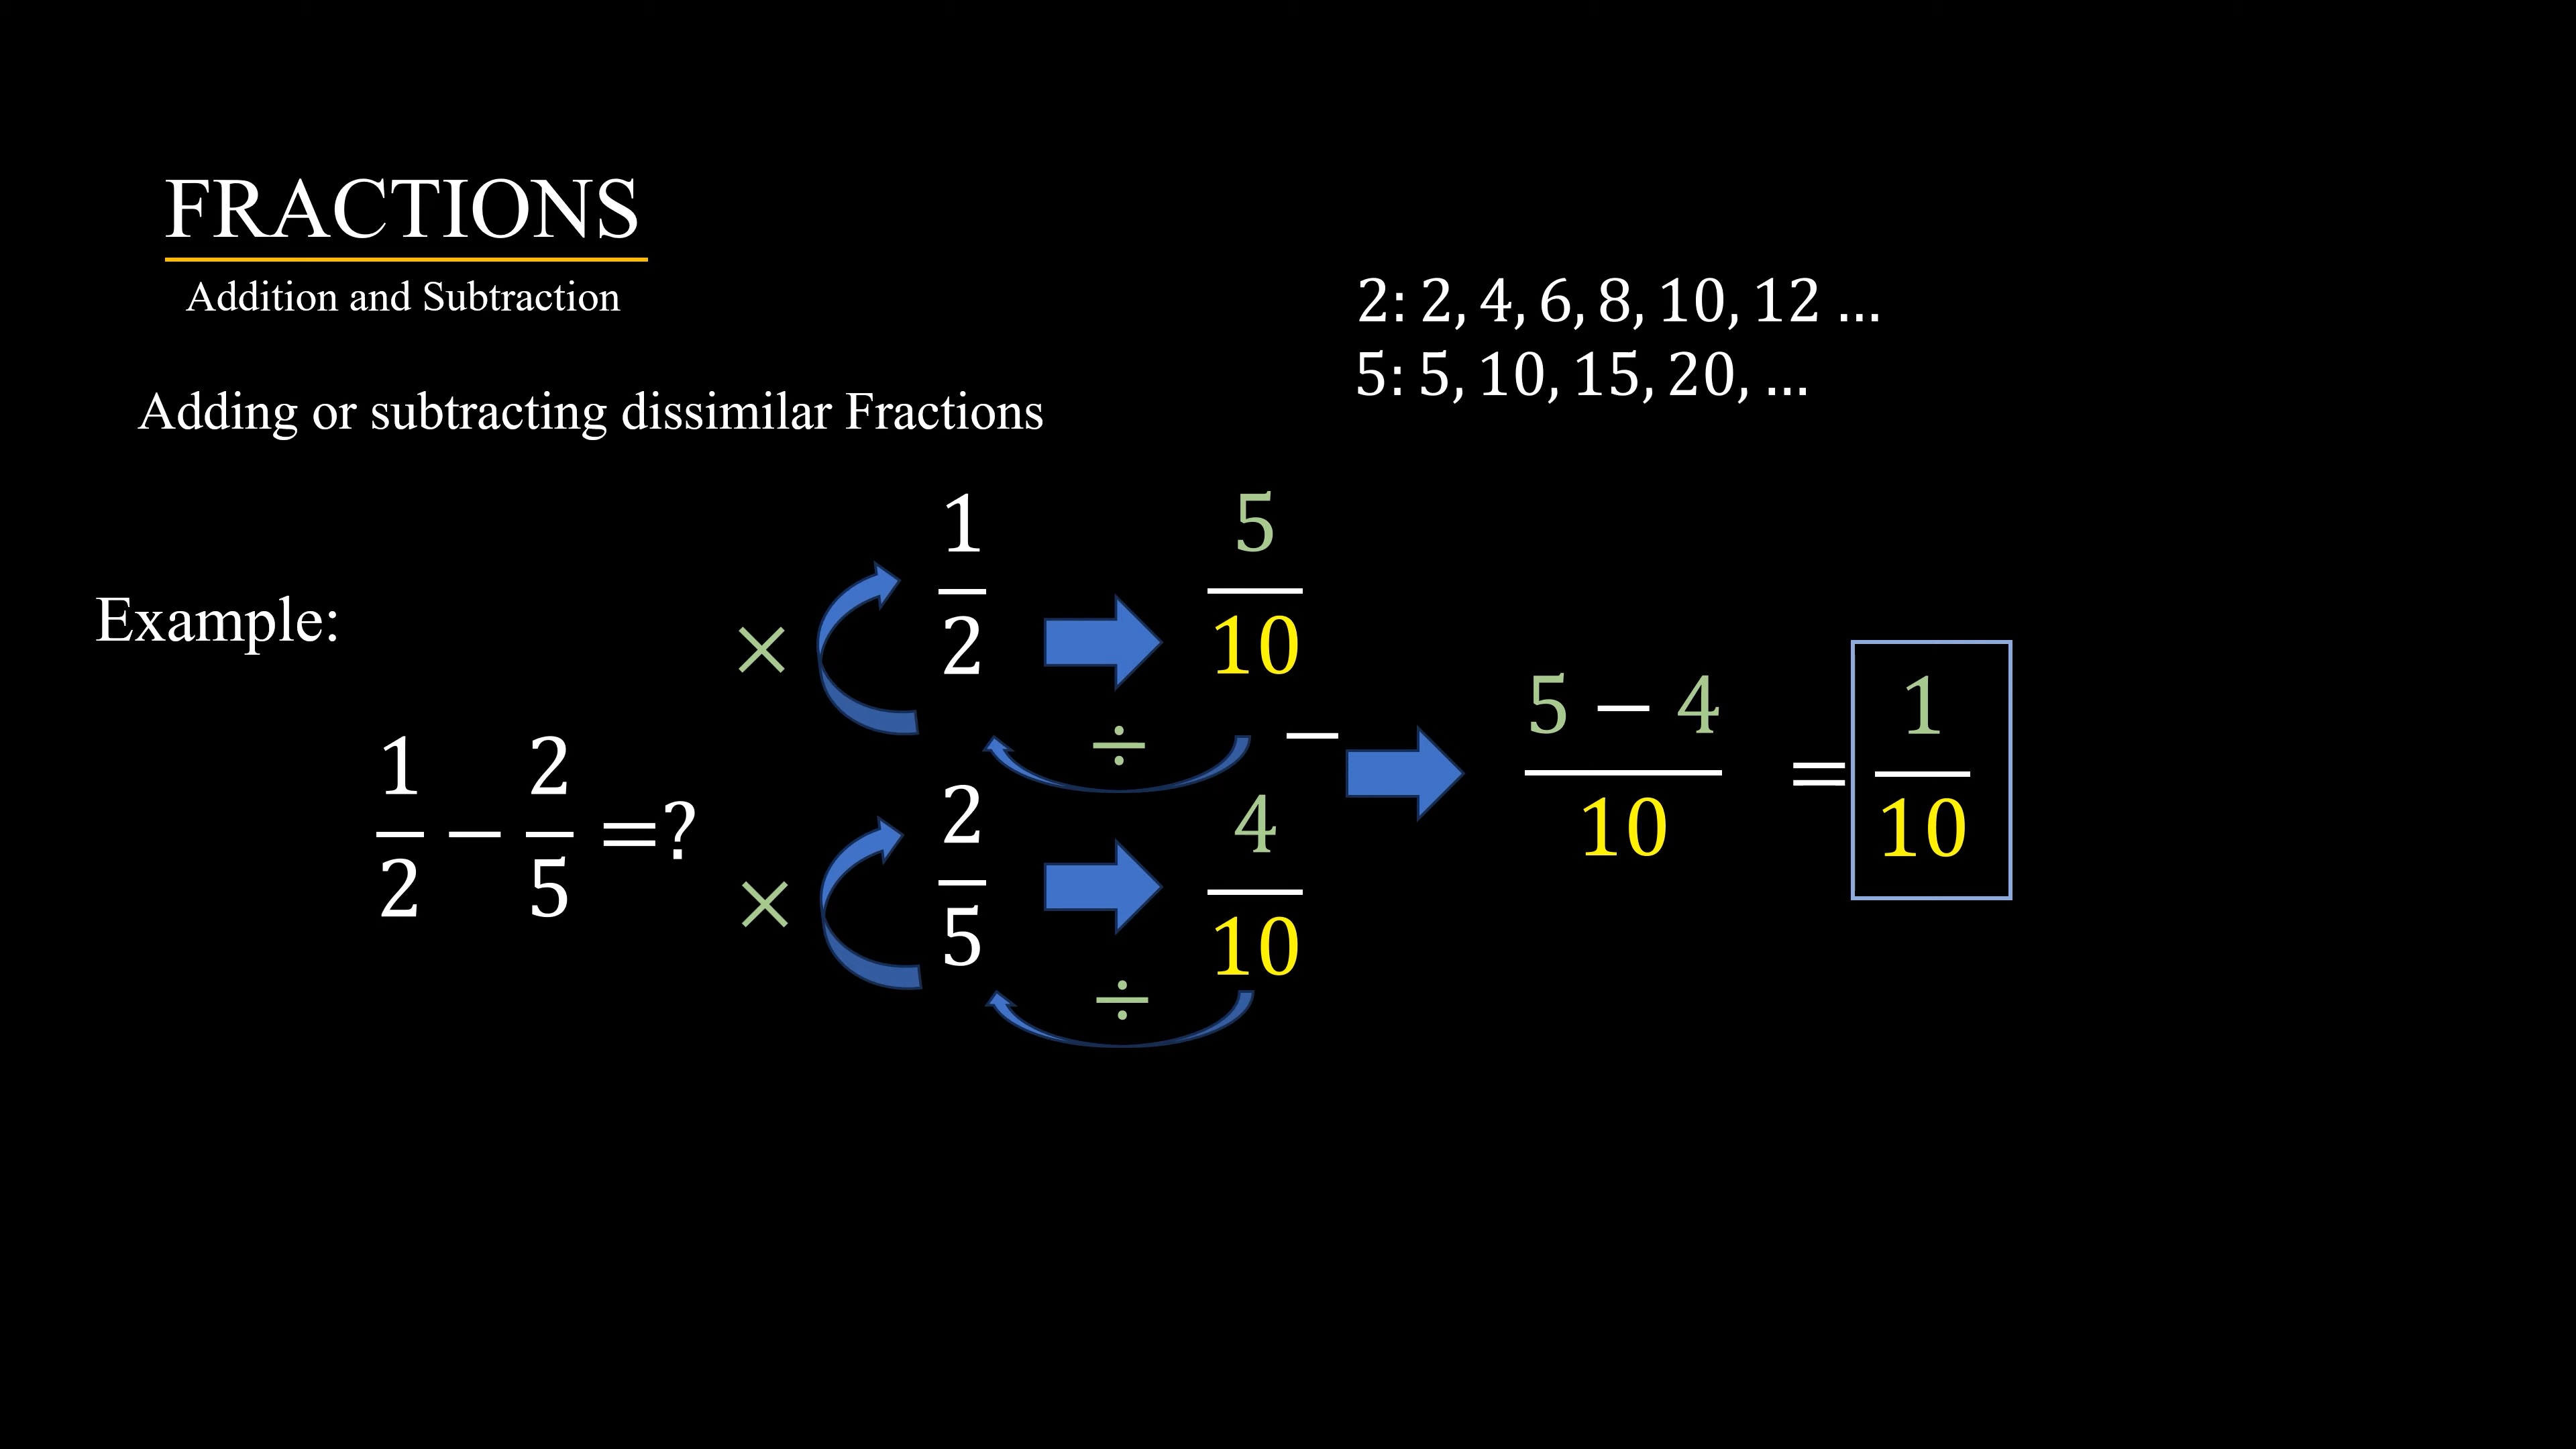 FRACTIONS
Addition and Subtraction
2: 2, 4, 6, 8, 10, 12 ...
5: 5, 10, 15, 20, ...
Adding or subtracting dissimilar Fractions
Example:
1/2 − 2/5 =?
× 1/2 5/10
÷
−
× 2/5 4/10
÷
5 − 4/10 = 1/10